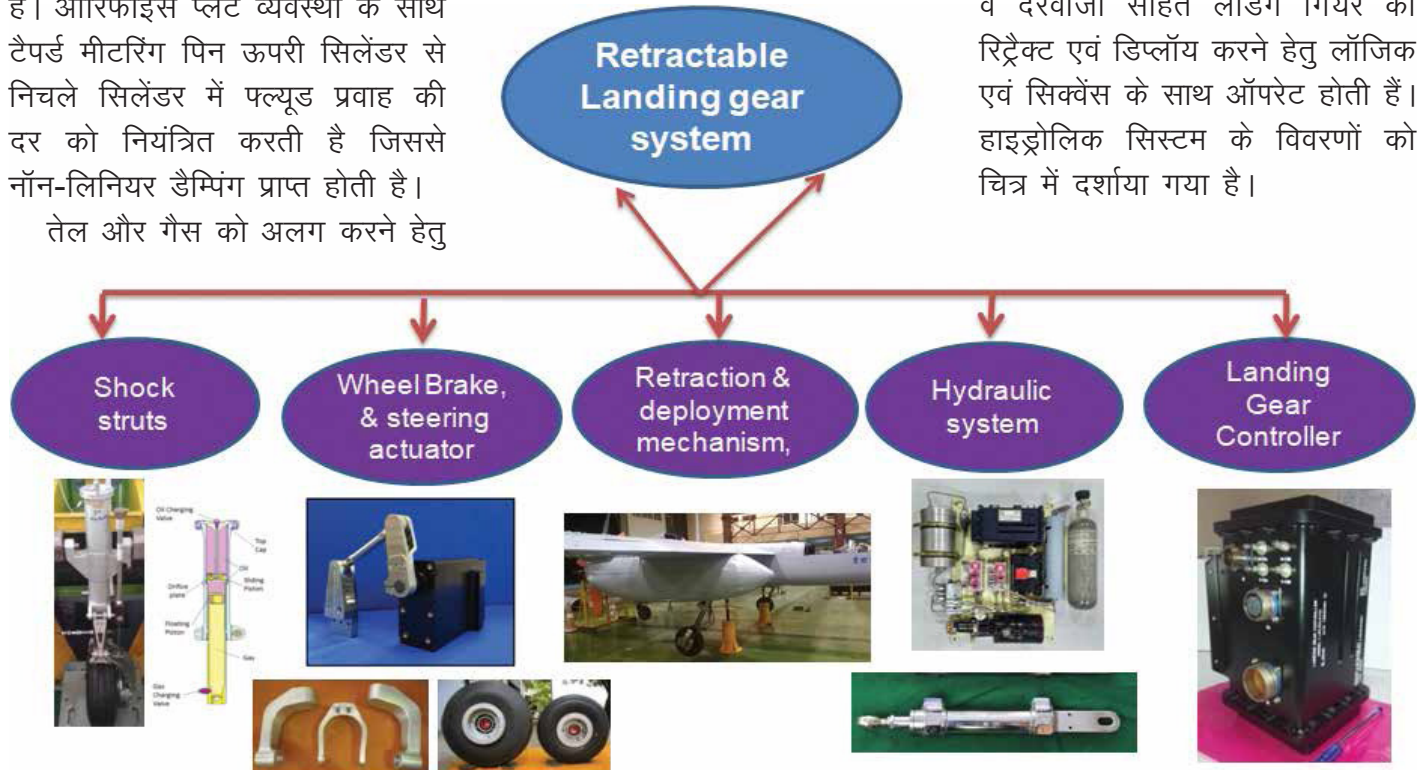 है। ऑरिफाइस प्लेट व्यवस्था के साथ
टैपर्ड मीटरिंग पिन ऊपरी सिलेंडर से
निचले सिलेंडर में फ्ल्यूड प्रवाह की
दर को नियंत्रित करती है जिससे
नॉन-लिनियर डैम्पिंग प्राप्त होती है।
तेल और गैस को अलग करने हेतु
व दरवाजों सहित लैंडिंग गियर को
रिट्रैक्ट एवं डिप्लॉय करने हेतु लॉजिक
एवं सिक्वेंस के साथ ऑपरेट होती हैं।
हाइड्रोलिक सिस्टम के विवरणों को
चित्र में दर्शाया गया है।
Retractable
Landing gear
system
Shock
struts
Wheel Brake,
& steering
actuator
Retraction &
deployment
mechanism,
Hydraulic
system
Landing
Gear
Controller
Oil Charging
Valve
Top
Cap
Oil
Sliding
Piston
Orifice
plate
Floating
Piston
Gas
Gas
Charging
Valve